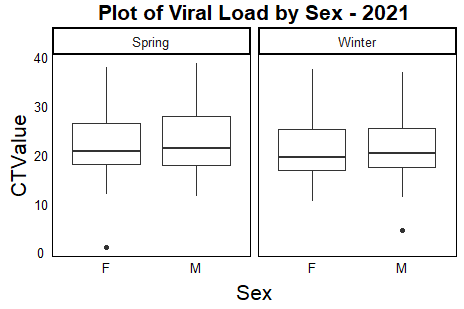 Plot of Viral Load by Sex - 2021
Spring
Winter
CTValue
40
30
20
10
0
F
M
F
M
Sex